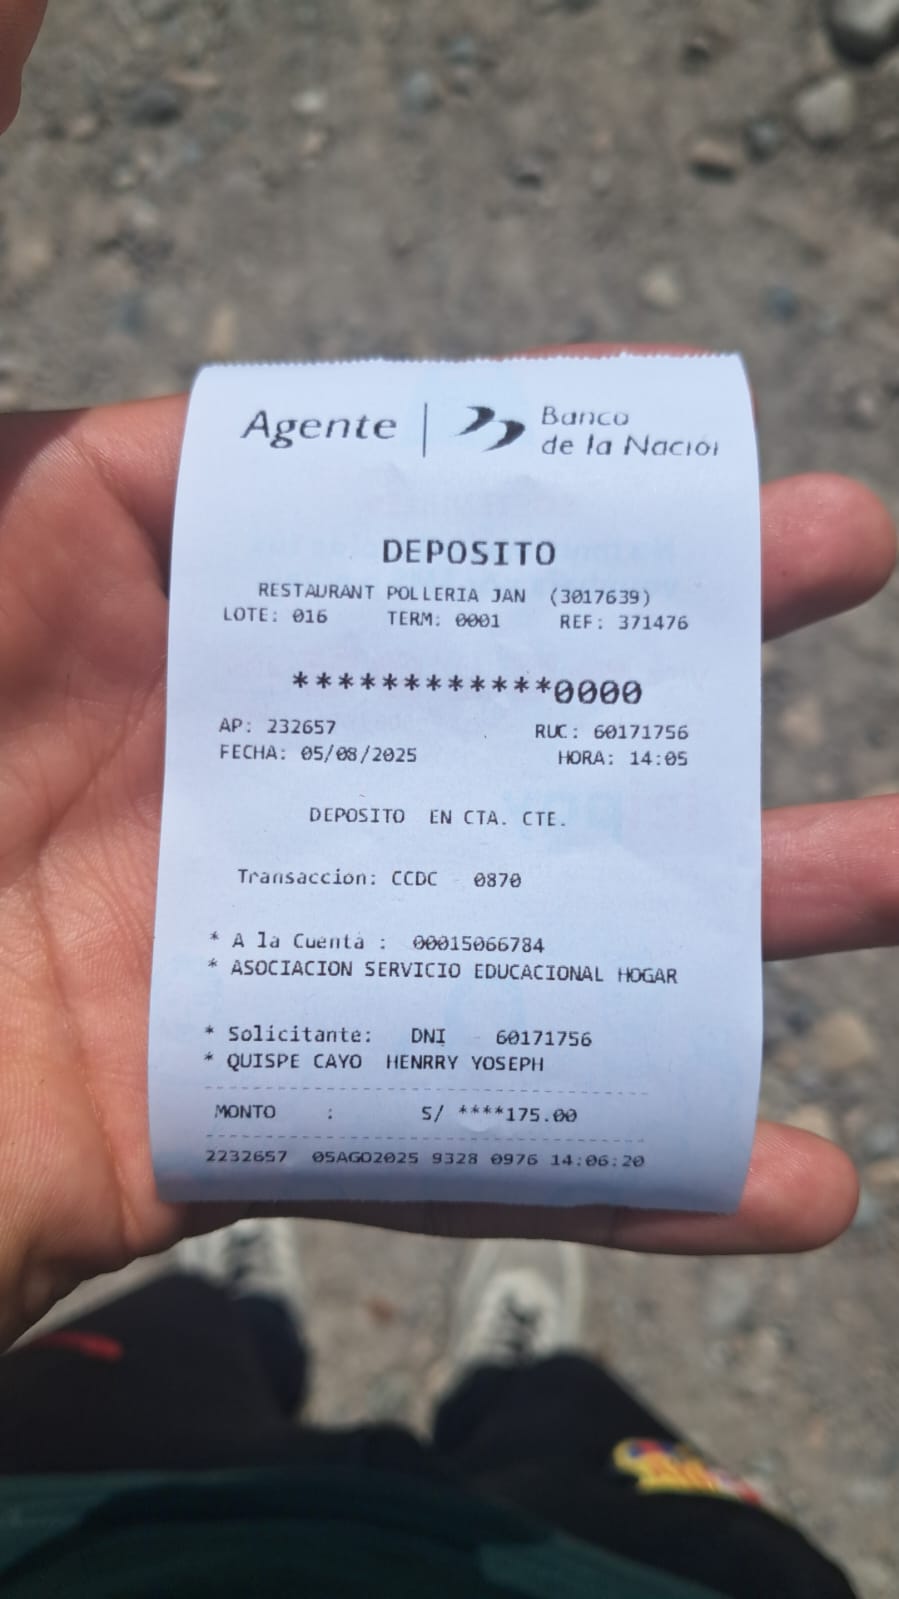 Agente | Banco
de la Nación
DEPOSITO
RESTAURANT POLLERIA JAN (3017639)
LOTE: 016 TERM: 0001 REF: 371476
************0000
AP: 232657 RUC: 60171756
FECHA: 05/08/2025 HORA: 14:05
DEPOSITO EN CTA. CTE.
Transaccion: CCDC - 0870
* A la Cuenta : 00015066784
* ASOCIACION SERVICIO EDUCACIONAL HOGAR
* Solicitante: DNI - 60171756
* QUISPE CAYO HENRRY YOSEPH
MONTO : S/ ****175.00
2232657 05AGO2025 9328 0976 14:06:20